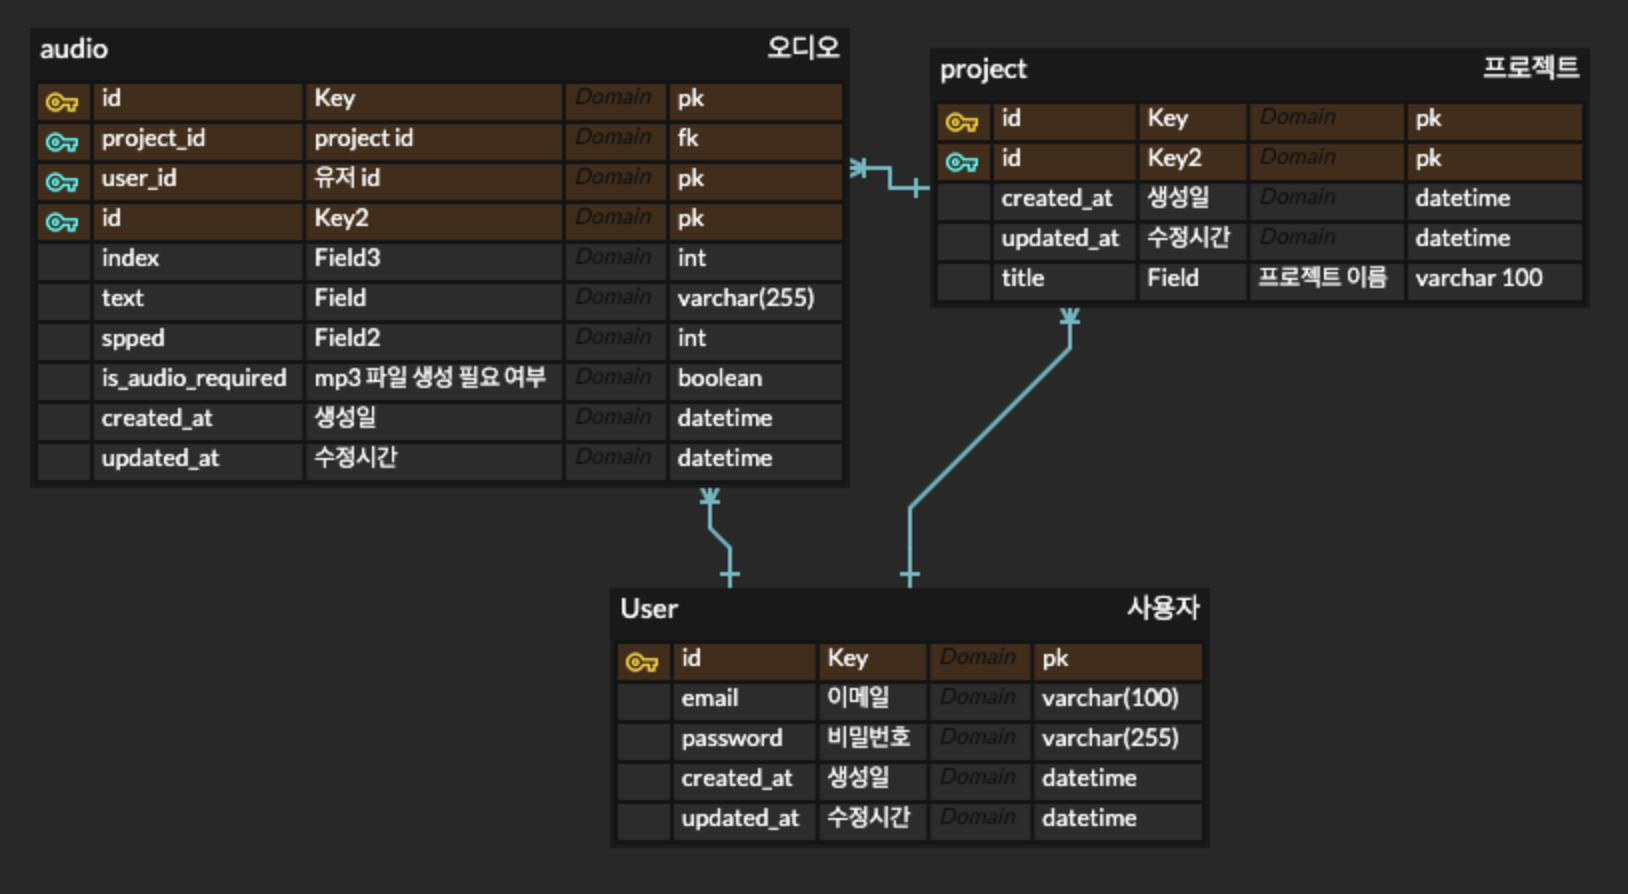 audio 오디오
id Key Domain pk
project_id project id Domain fk
user_id 유저 id Domain pk
id Key2 Domain pk
index Field3 Domain int
text Field Domain varchar(255)
spped Field2 Domain int
is_audio_required mp3 파일 생성 필요 여부 Domain boolean
created_at 생성일 Domain datetime
updated_at 수정시간 Domain datetime
project 프로젝트
id Key Domain pk
id Key2 Domain pk
created_at 생성일 Domain datetime
updated_at 수정시간 Domain datetime
title Field 프로젝트 이름 varchar 100
User 사용자
id Key Domain pk
email 이메일 Domain varchar(100)
password 비밀번호 Domain varchar(255)
created_at 생성일 Domain datetime
updated_at 수정시간 Domain datetime